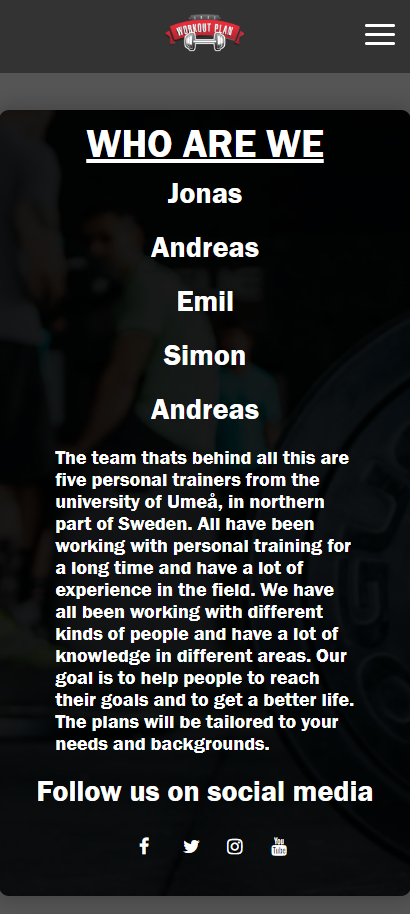 WORKOUT PLAN
WHO ARE WE
Jonas
Andreas
Emil
Simon
Andreas
The team thats behind all this are
five personal trainers from the
university of Umeå, in northern
part of Sweden. All have been
working with personal training for
a long time and have a lot of
experience in the field. We have
all been working with different
kinds of people and have a lot of
knowledge in different areas. Our
goal is to help people to reach
their goals and to get a better life.
The plans will be tailored to your
needs and backgrounds.
Follow us on social media
You
Tube